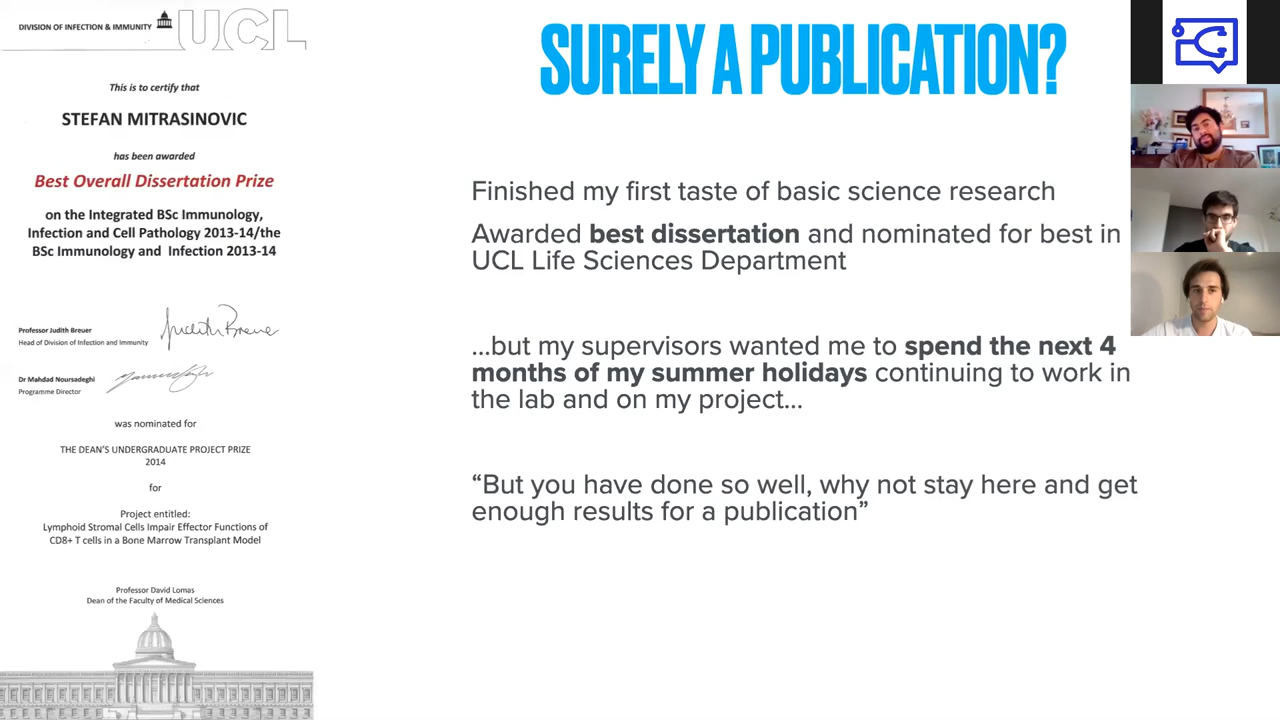 DIVISION OF INFECTION & IMMUNITY
UCL
This is to certify that
STEFAN MITRASINOVIC
has been awarded
Best Overall Dissertation Prize
on the Integrated BSc Immunology,
Infection and Cell Pathology 2013-14/the
BSc Immunology and Infection 2013-14
Professor Judith Breuer
Head of Division of Infection and Immunity
Judith Breuer
Dr Mahdad Noursadeghi
Programme Director
was nominated for
THE DEAN'S UNDERGRADUATE PROJECT PRIZE
2014
for
Project entitled:
Lymphoid Stromal Cells Impair Effector Functions of
CD8+ T cells in a Bone Marrow Transplant Model
Professor David Lomas
Dean of the Faculty of Medical Sciences
SURELY A PUBLICATION?
Finished my first taste of basic science research
Awarded best dissertation and nominated for best in
UCL Life Sciences Department
...but my supervisors wanted me to spend the next 4
months of my summer holidays continuing to work in
the lab and on my project...
“But you have done so well, why not stay here and get
enough results for a publication”